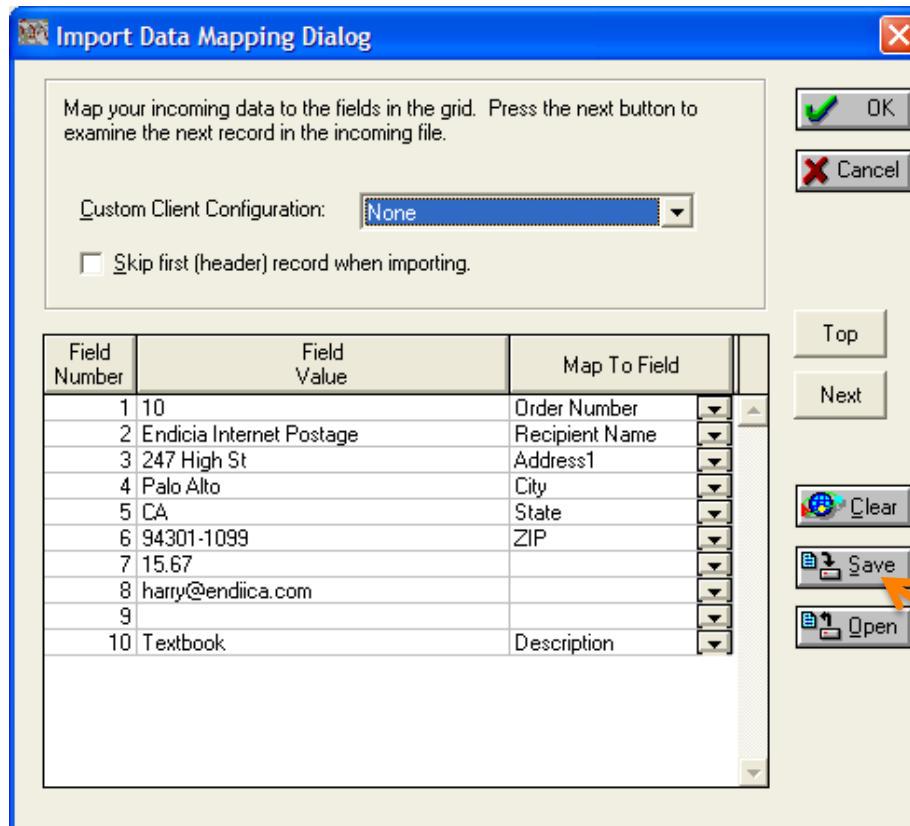 Import Data Mapping Dialog
Map your incoming data to the fields in the grid. Press the next button to
examine the next record in the incoming file.
Custom Client Configuration: None
Skip first (header) record when importing.
OK
Cancel
Top
Next
Clear
Save
Open
Field Number Field Value Map To Field
1 10 Order Number
2 Endicia Internet Postage Recipient Name
3 247 High St Address1
4 Palo Alto City
5 CA State
6 94301-1099 ZIP
7 15.67
8 harry@endiica.com
9
10 Textbook Description